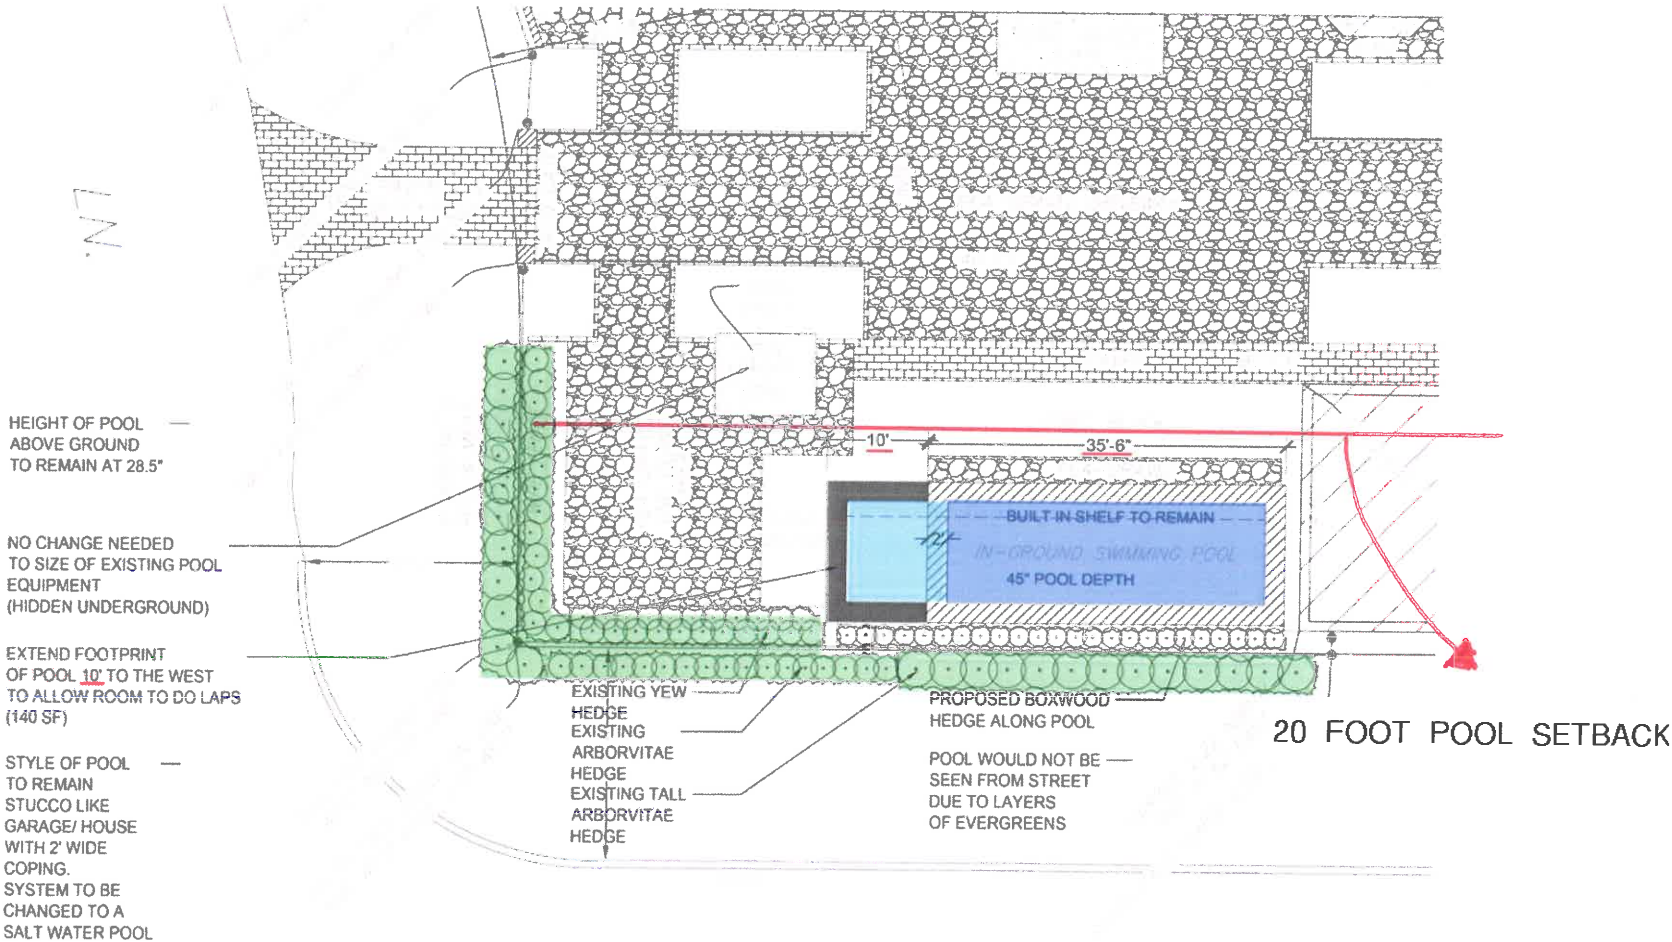 N.
HEIGHT OF POOL
ABOVE GROUND
TO REMAIN AT 28.5"
NO CHANGE NEEDED
TO SIZE OF EXISTING POOL
EQUIPMENT
(HIDDEN UNDERGROUND)
EXTEND FOOTPRINT
OF POOL 10' TO THE WEST
TO ALLOW ROOM TO DO LAPS
(140 SF)
STYLE OF POOL
TO REMAIN
STUCCO LIKE
GARAGE/ HOUSE
WITH 2' WIDE
COPING.
SYSTEM TO BE
CHANGED TO A
SALT WATER POOL
10'
35'-6"
BUILT IN SHELF TO REMAIN
2'
IN-GROUND SWIMMING POOL
45" POOL DEPTH
EXISTING YEW
HEDGE
EXISTING
ARBORVITAE
HEDGE
EXISTING TALL
ARBORVITAE
HEDGE
PROPOSED BOXWOOD
HEDGE ALONG POOL
POOL WOULD NOT BE
SEEN FROM STREET
DUE TO LAYERS
OF EVERGREENS
20 FOOT POOL SETBACK